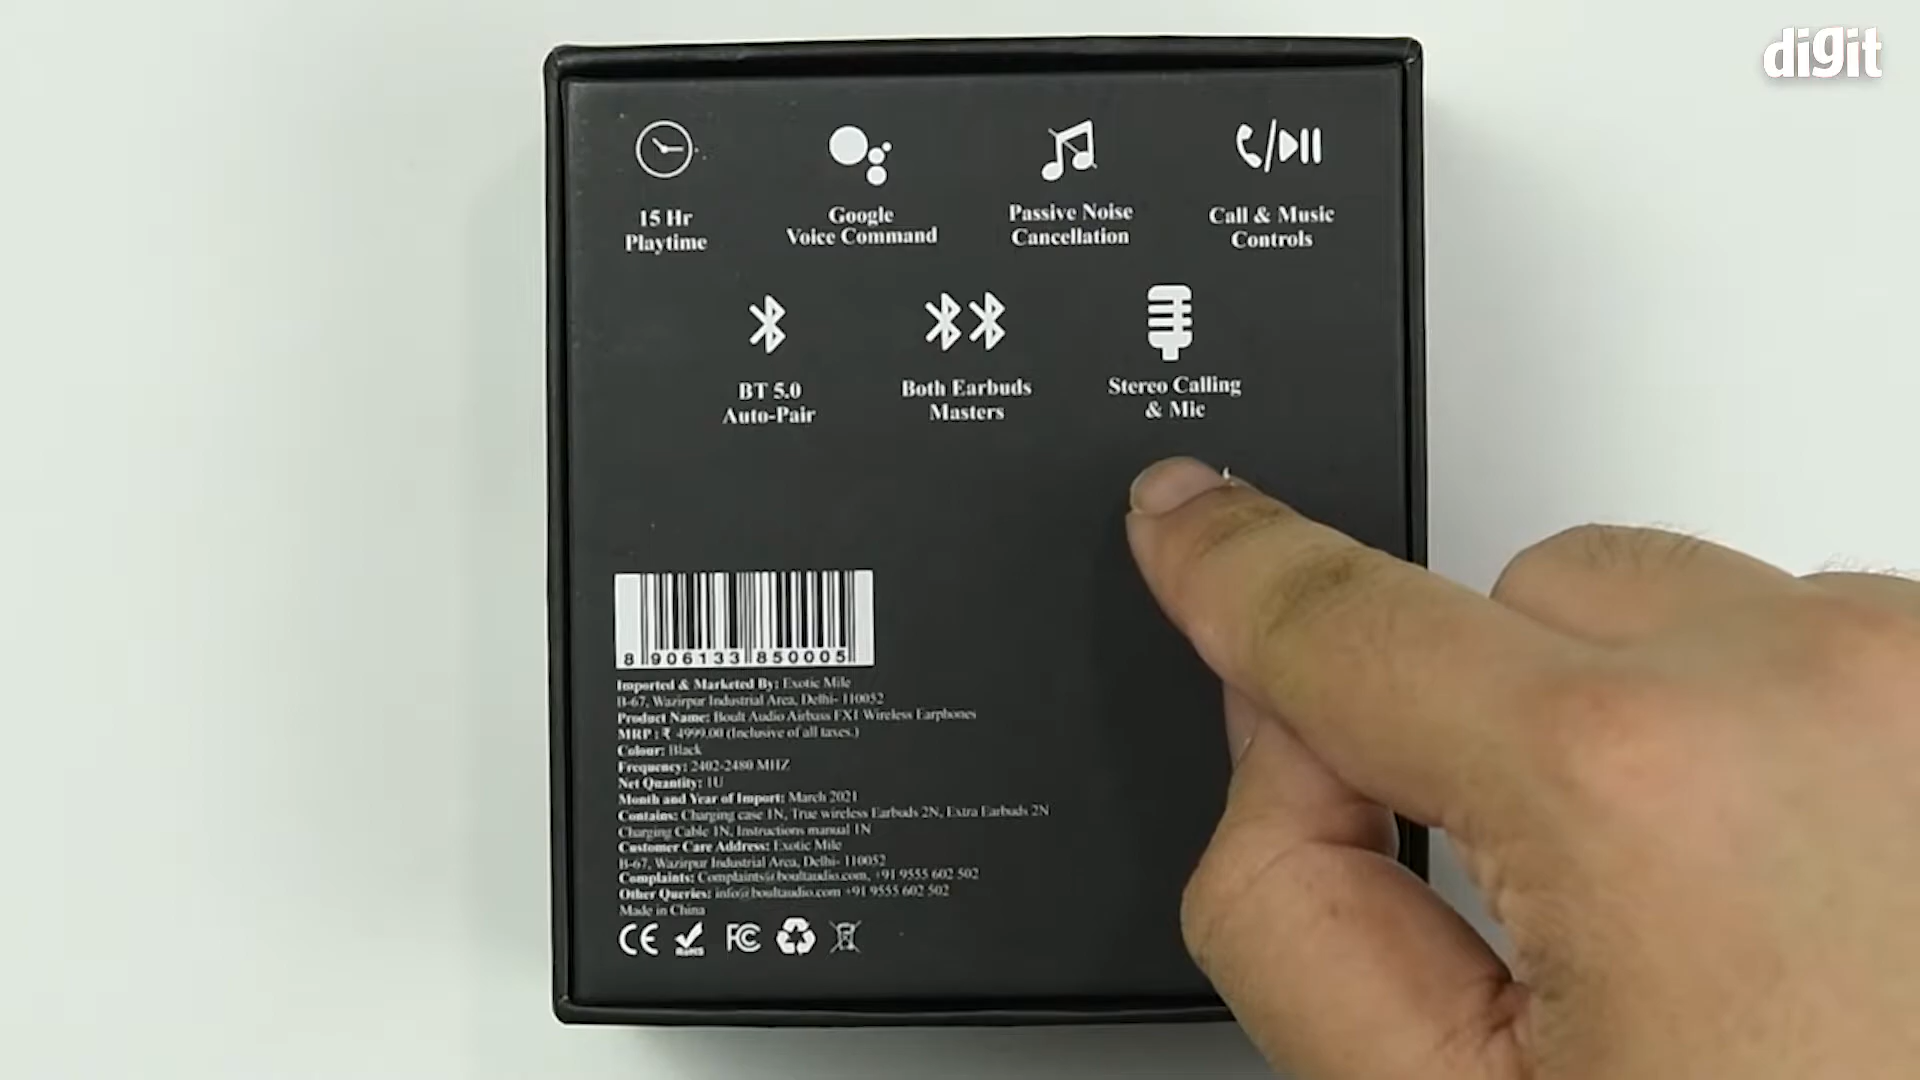 digit
15 Hr
Playtime
Google
Voice Command
Passive Noise
Cancellation
Call & Music
Controls
BT 5.0
Auto-Pair
Both Earbuds
Masters
Stereo Calling
& Mic
8 906133 850005
Imported & Marketed By: Exotic Mile
B-67, Wazirpur Industrial Area, Delhi- 110052
Product Name: Boult Audio Airbass FX1 Wireless Earphones
MRP : ₹ 4999.00 (Inclusive of all taxes.)
Colour: Black
Frequency: 2402-2480 MHZ
Net Quantity: 1U
Month and Year of Import: March 2021
Contains: Charging case 1N, True wireless Earbuds 2N, Extra Earbuds 2N
Charging Cable 1N, Instructions manual 1N
Customer Care Address: Exotic Mile
B-67, Wazirpur Industrial Area, Delhi- 110052
Complaints: Complaints@boultaudio.com, +91 9555 602 502
Other Queries: info@boultaudio.com +91 9555 602 502
Made in China
CE RoHS FC